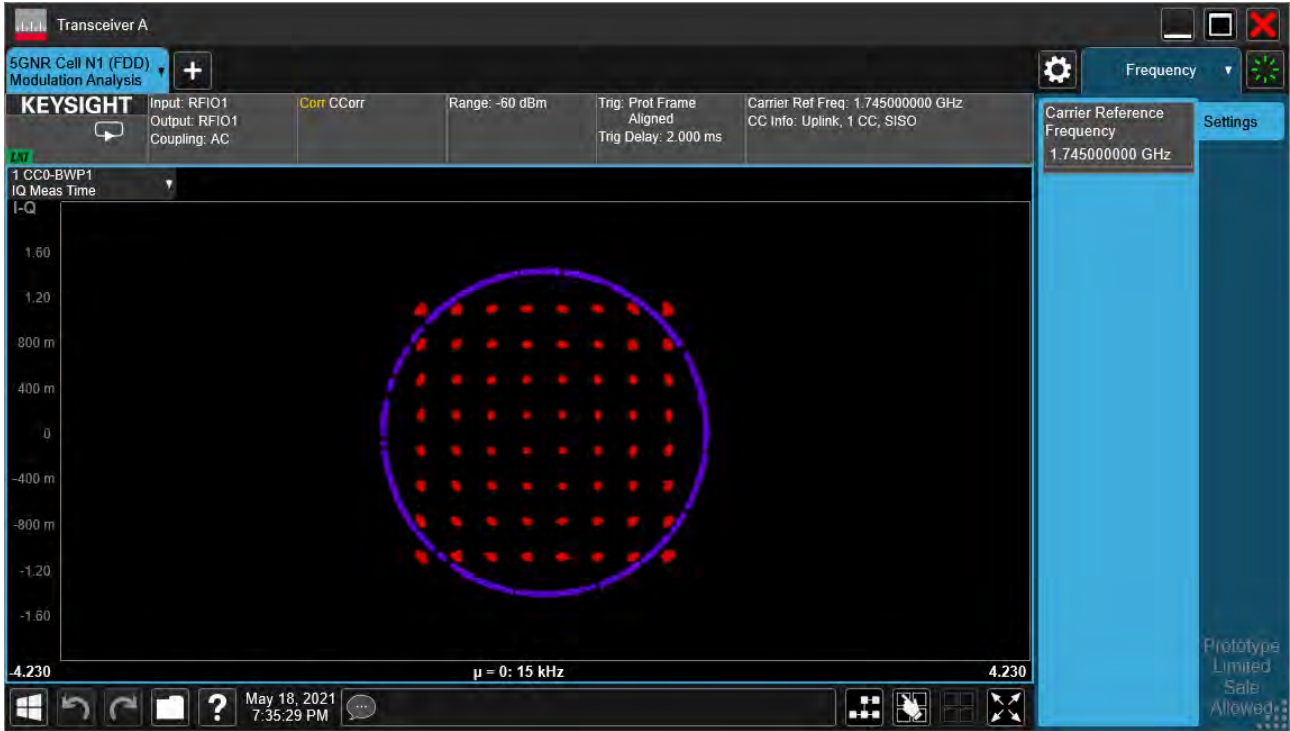 Transceiver A
5GNR Cell N1 (FDD)
Modulation Analysis
+
Frequency
KEYSIGHT
LXI
Input: RFIO1
Output: RFIO1
Coupling: AC
Corr CCorr
Range: -60 dBm
Trig: Prot Frame
Aligned
Trig Delay: 2.000 ms
Carrier Ref Freq: 1.745000000 GHz
CC Info: Uplink, 1 CC, SISO
Carrier Reference
Frequency
1.745000000 GHz
Settings
1 CC0-BWP1
IQ Meas Time
I-Q
1.60
1.20
800 m
400 m
0
-400 m
-800 m
-1.20
-1.60
-4.230
µ = 0: 15 kHz
4.230
Prototype
Limited
Sale
Allowed
?
May 18, 2021
7:35:29 PM